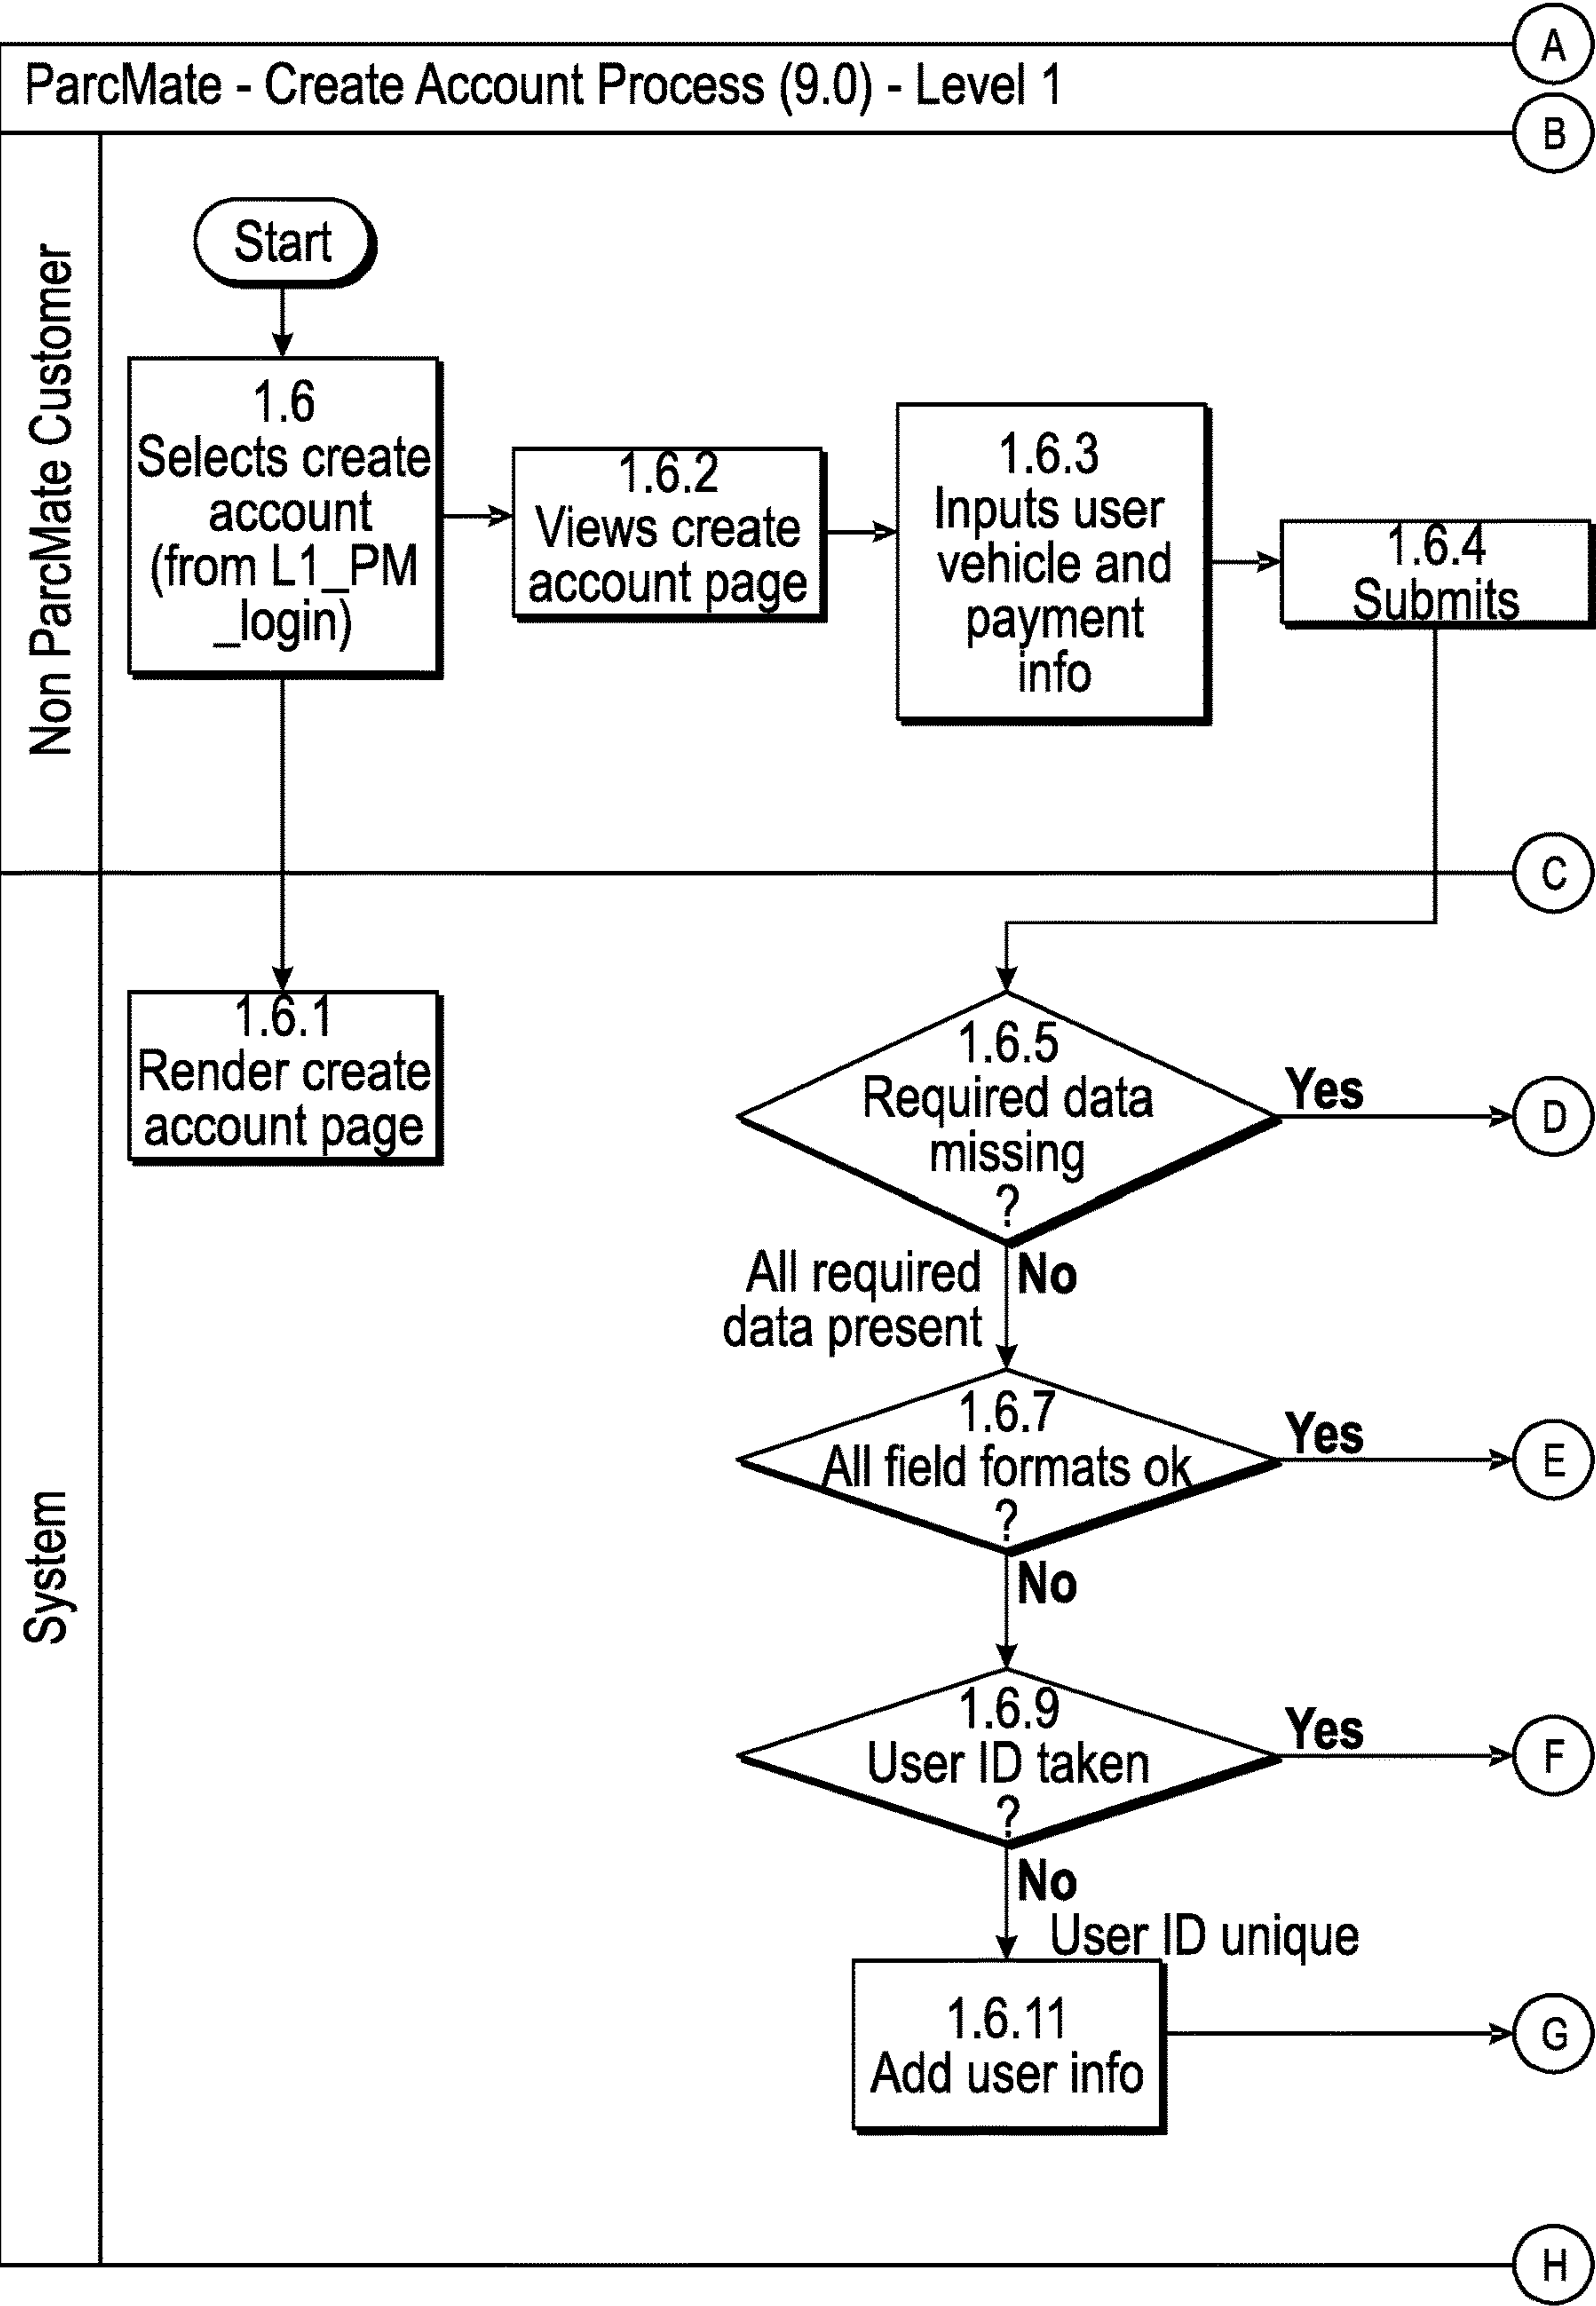 A
ParcMate - Create Account Process (9.0) - Level 1
B
Non ParcMate Customer
Start
1.6
Selects create
account
(from L1_PM
_login)
1.6.2
Views create
account page
1.6.3
Inputs user
vehicle and
payment
info
1.6.4
Submits
C
System
1.6.1
Render create
account page
1.6.5
Required data
missing
?
Yes
D
All required
data present
No
1.6.7
All field formats ok
?
Yes
E
No
1.6.9
User ID taken
?
Yes
F
No
User ID unique
1.6.11
Add user info
G
H